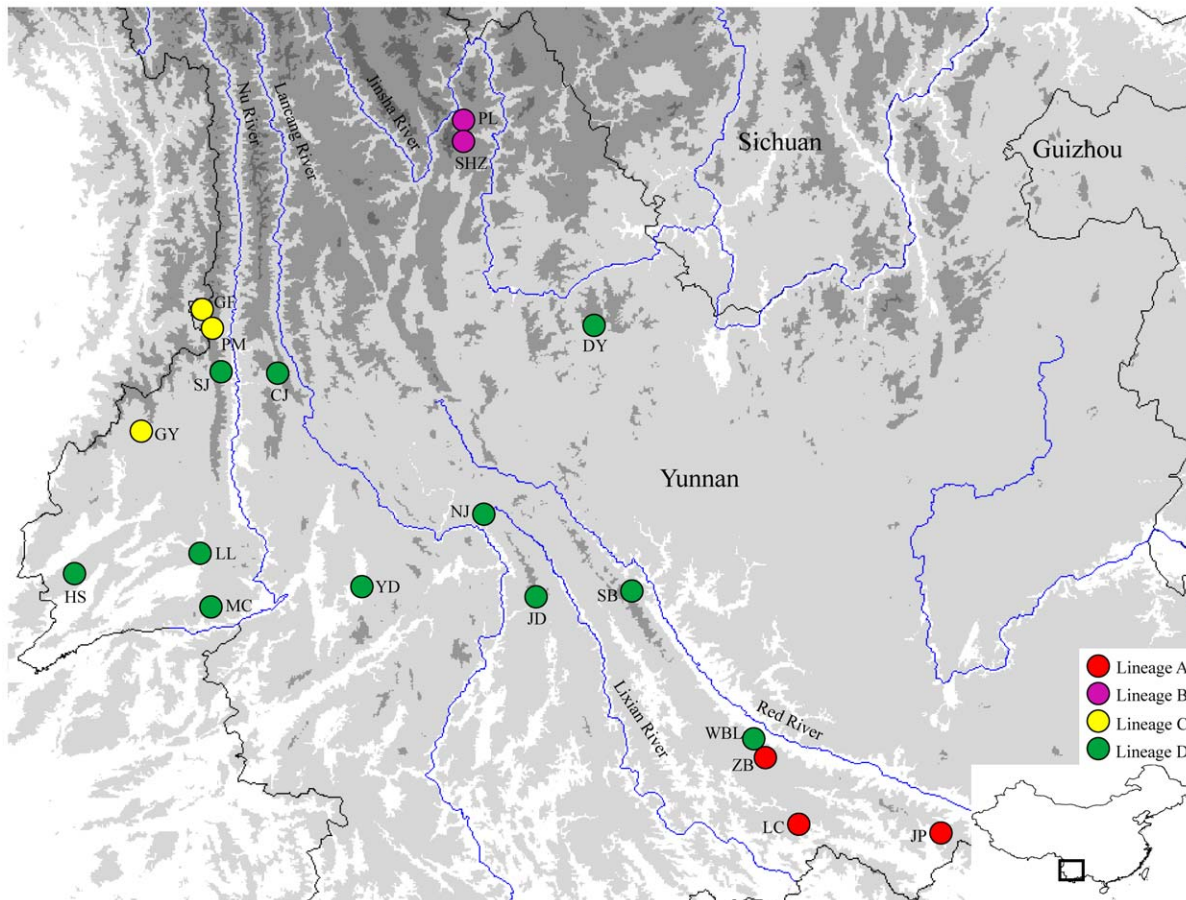 PL
SHZ
Jinsha River
Nu River
Lancang River
Sichuan
Guizhou
GF
PM
SJ
CJ
DY
GY
Yunnan
NJ
LL
HS
MC
YD
JD
SB
Lixian River
Red River
WBL
ZB
LC
JP
Lineage A
Lineage B
Lineage C
Lineage D